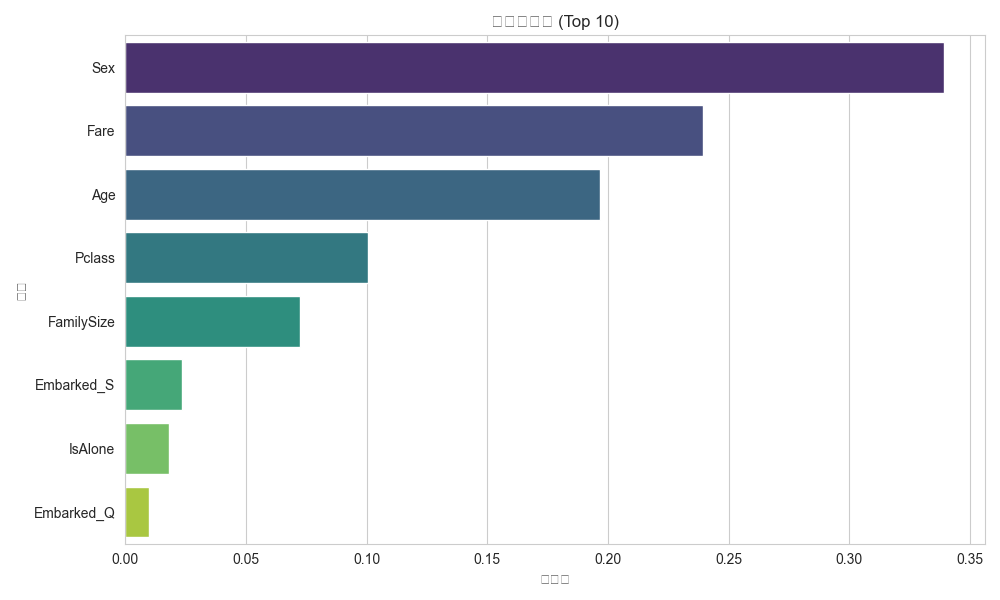 (Top 10)
Sex
Fare
Age
Pclass
FamilySize
Embarked_S
IsAlone
Embarked_Q
0.00 0.05 0.10 0.15 0.20 0.25 0.30 0.35